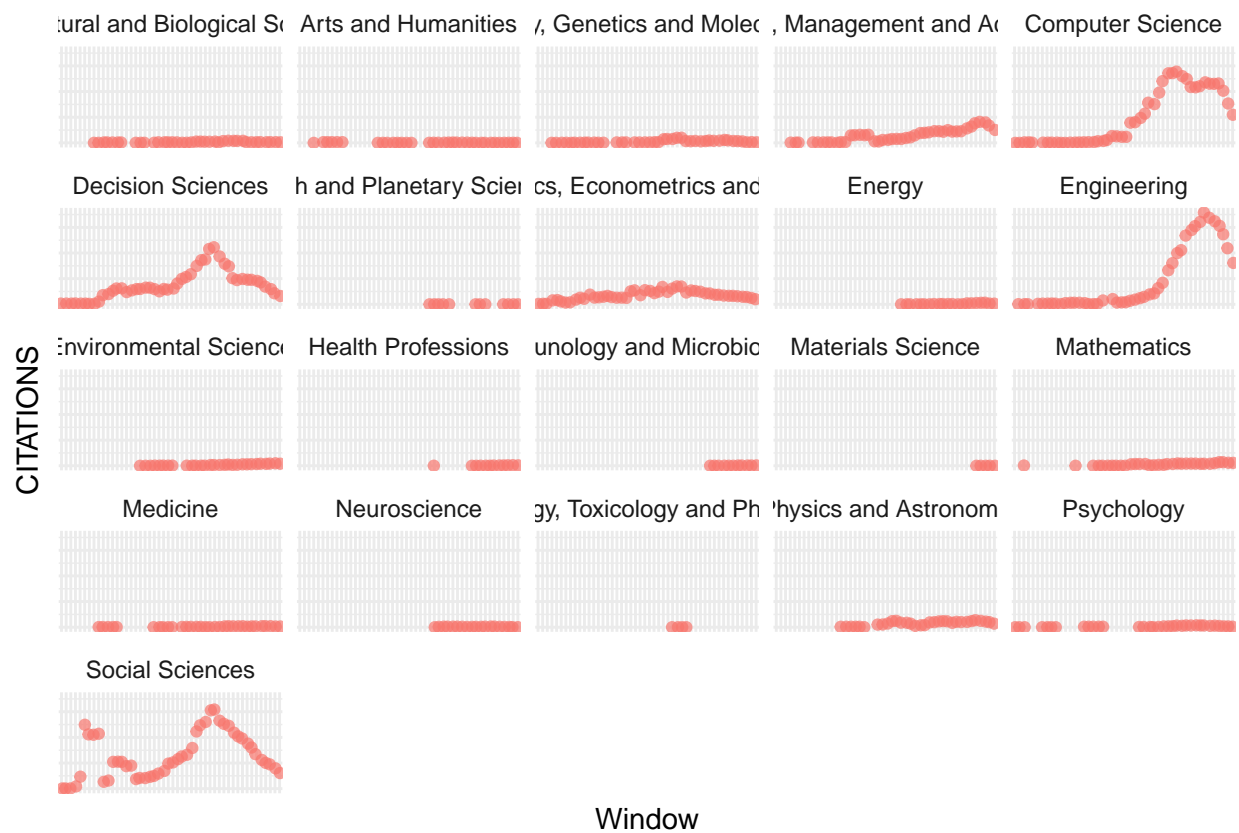 tural and Biological Sc
Arts and Humanities
y, Genetics and Molec
, Management and Ac
Computer Science
Decision Sciences
h and Planetary Scien
cs, Econometrics and
Energy
Engineering
Environmental Science
Health Professions
unology and Microbio
Materials Science
Mathematics
CITATIONS
Medicine
Neuroscience
gy, Toxicology and Ph
Physics and Astronom
Psychology
Social Sciences
Window